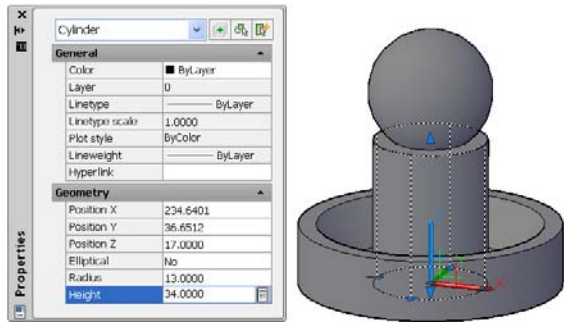 Cylinder
General
Color ByLayer
Layer 0
Linetype ByLayer
Linetype scale 1.0000
Plot style ByColor
Lineweight ByLayer
Hyperlink
Geometry
Position X 234.6401
Position Y 36.6512
Position Z 17.0000
Elliptical No
Radius 13.0000
Height 34.0000
Properties
X